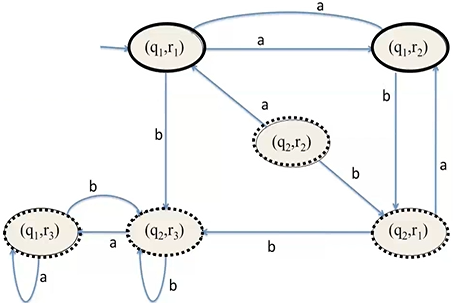 a
(q₁,r₁)
a
(q₁,r₂)
b
a
b
(q₂,r₂)
b
a
b
(q₁,r₃)
a
(q₂,r₃)
b
(q₂,r₁)
a
b